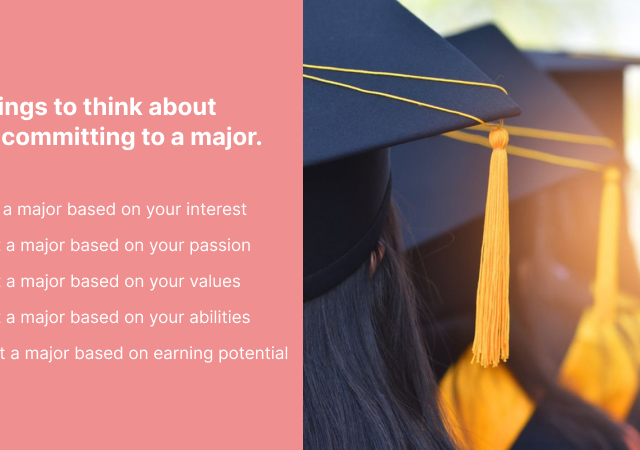 ings to think about
committing to a major.
a major based on your interest
t a major based on your passion
t a major based on your values
t a major based on your abilities
t a major based on earning potential